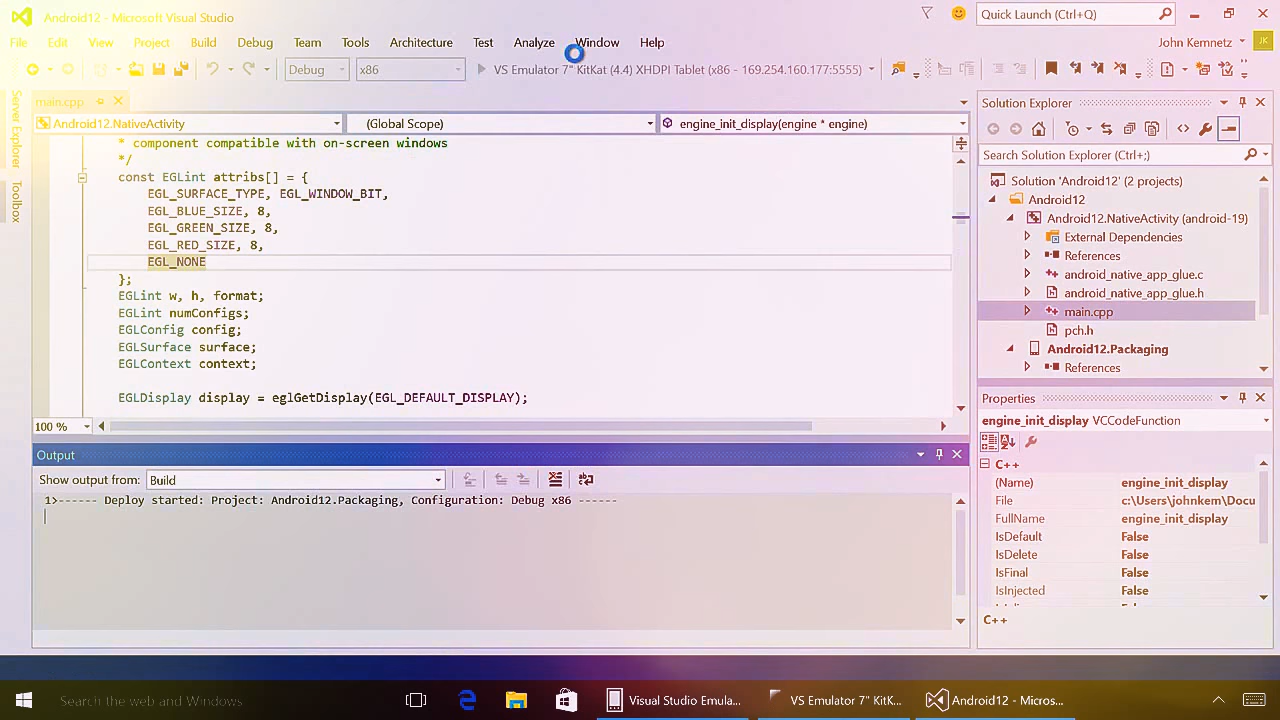 Android12 - Microsoft Visual Studio
Quick Launch (Ctrl+Q)
File Edit View Project Build Debug Team Tools Architecture Test Analyze Window Help
John Kemnetz
JK
Debug
x86
VS Emulator 7" KitKat (4.4) XHDPI Tablet (x86 - 169.254.160.177:5555)
Server Explorer
Toolbox
main.cpp
Android12.NativeActivity
(Global Scope)
engine_init_display(engine * engine)
* component compatible with on-screen windows
*/
const EGLint attribs[] = {
EGL_SURFACE_TYPE, EGL_WINDOW_BIT,
EGL_BLUE_SIZE, 8,
EGL_GREEN_SIZE, 8,
EGL_RED_SIZE, 8,
EGL_NONE
};
EGLint w, h, format;
EGLint numConfigs;
EGLConfig config;
EGLSurface surface;
EGLContext context;
EGLDisplay display = eglGetDisplay(EGL_DEFAULT_DISPLAY);
100 %
Output
Show output from: Build
1>------ Deploy started: Project: Android12.Packaging, Configuration: Debug x86 ------
Solution Explorer
Search Solution Explorer (Ctrl+;)
Solution 'Android12' (2 projects)
Android12
Android12.NativeActivity (android-19)
External Dependencies
References
android_native_app_glue.c
android_native_app_glue.h
main.cpp
pch.h
Android12.Packaging
References
Properties
engine_init_display VCCodeFunction
C++
(Name) engine_init_display
File c:\Users\johnkem\Docu
FullName engine_init_display
IsDefault False
IsDelete False
IsFinal False
IsInjected False
C++
Search the web and Windows
Visual Studio Emula...
VS Emulator 7" KitK...
Android12 - Micros...